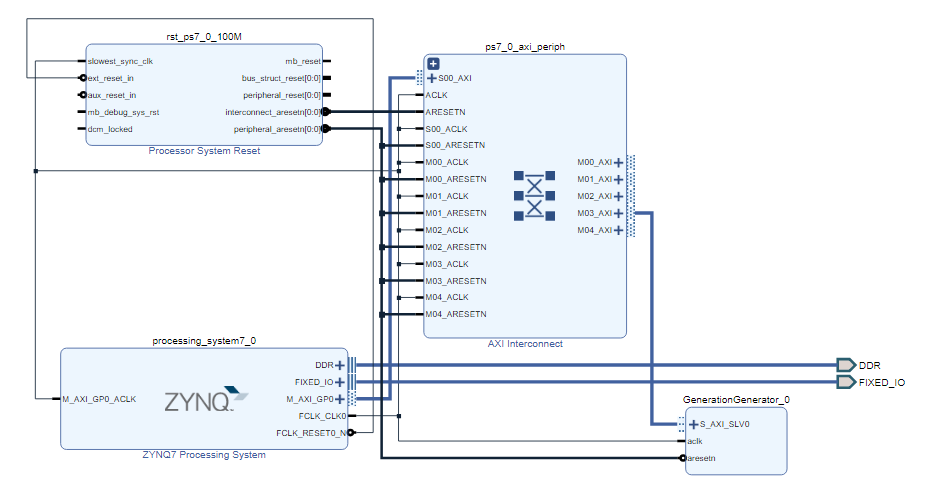 rst_ps7_0_100M
slowest_sync_clk
ext_reset_in
aux_reset_in
mb_debug_sys_rst
dcm_locked
mb_reset
bus_struct_reset[0:0]
peripheral_reset[0:0]
interconnect_aresetn[0:0]
peripheral_aresetn[0:0]
Processor System Reset
ps7_0_axi_periph
S00_AXI
ACLK
ARESETN
S00_ACLK
S00_ARESETN
M00_ACLK
M00_ARESETN
M01_ACLK
M01_ARESETN
M02_ACLK
M02_ARESETN
M03_ACLK
M03_ARESETN
M04_ACLK
M04_ARESETN
M00_AXI
M01_AXI
M02_AXI
M03_AXI
M04_AXI
AXI Interconnect
processing_system7_0
M_AXI_GP0_ACLK
ZYNQ
DDR
FIXED_IO
M_AXI_GP0
FCLK_CLK0
FCLK_RESET0_N
ZYNQ7 Processing System
DDR
FIXED_IO
GenerationGenerator_0
S_AXI_SLV0
aclk
aresetn